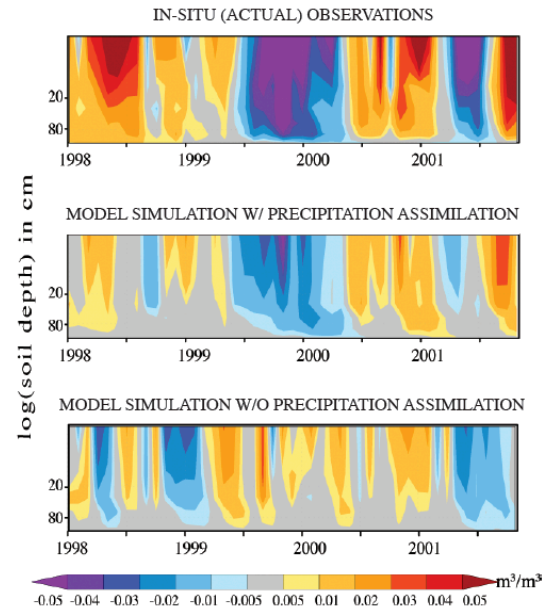 IN-SITU (ACTUAL) OBSERVATIONS
20
80
1998 1999 2000 2001
log(soil depth) in cm
MODEL SIMULATION W/ PRECIPITATION ASSIMILATION
20
80
1998 1999 2000 2001
MODEL SIMULATION W/O PRECIPITATION ASSIMILATION
20
80
1998 1999 2000 2001
m³/m³
-0.05 -0.04 -0.03 -0.02 -0.01 -0.005 0.005 0.01 0.02 0.03 0.04 0.05